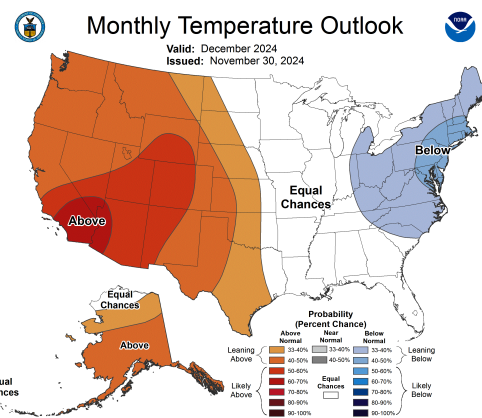 Monthly Temperature Outlook
Valid: December 2024
Issued: November 30, 2024
NOAA
Below
Equal
Chances
Above
Equal
Chances
Above
ual
ces
Probability
(Percent Chance)
Above
Normal
Near
Normal
Below
Normal
Leaning
Above
33-40%
40-50%
33-40%
40-50%
33-40%
40-50%
Leaning
Below
Likely
Above
50-60%
60-70%
70-80%
80-90%
90-100%
Equal
Chances
50-60%
60-70%
70-80%
80-90%
90-100%
Likely
Below